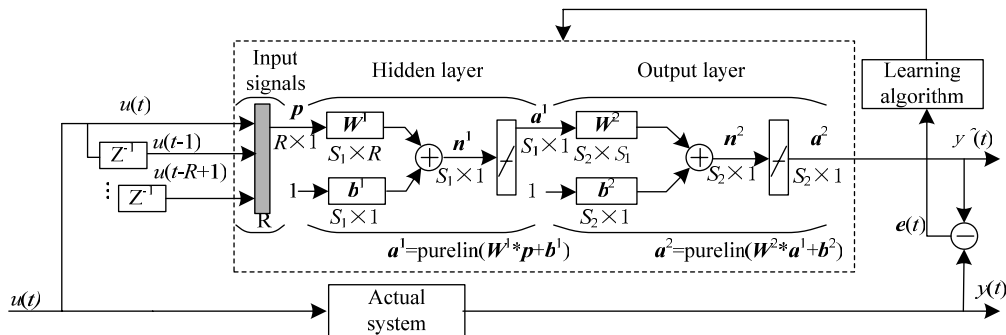 Input signals
Hidden layer
Output layer
Learning algorithm
u(t)
Z⁻¹
u(t-1)
u(t-R+1)
⋮
Z⁻¹
R
p
R×1
W¹
S₁×R
1
b¹
S₁×1
+
n¹
S₁×1
a¹
S₁×1
W²
S₂×S₁
1
b²
S₂×1
+
n²
S₂×1
a²
S₂×1
y^(t)
e(t)
−
a¹=purelin(W¹*p+b¹)
a²=purelin(W²*a¹+b²)
u(t)
Actual system
y(t)